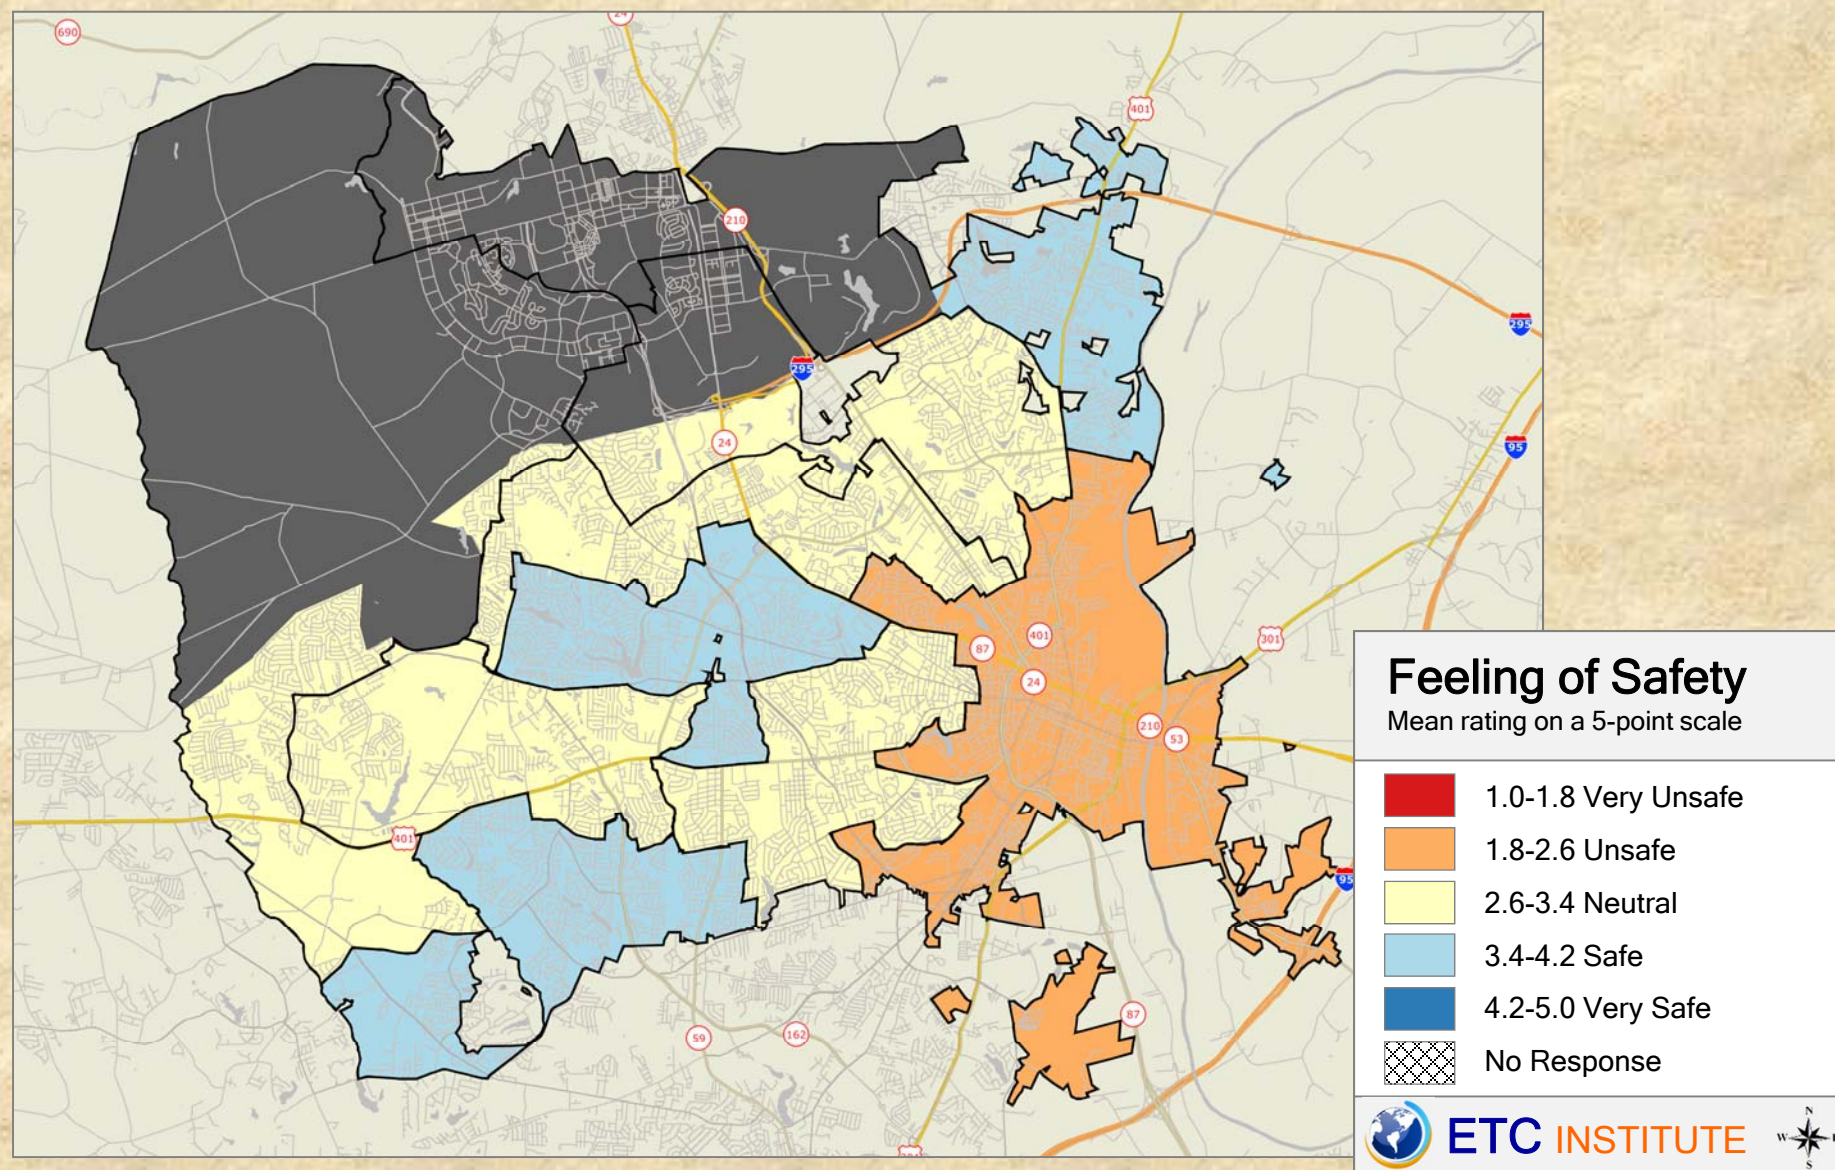 690
24
401
210
295
295
24
95
301
401
87
24
210
53
401
95
87
59
162
Feeling of Safety
Mean rating on a 5-point scale
1.0-1.8 Very Unsafe
1.8-2.6 Unsafe
2.6-3.4 Neutral
3.4-4.2 Safe
4.2-5.0 Very Safe
No Response
ETC INSTITUTE
N
W
S